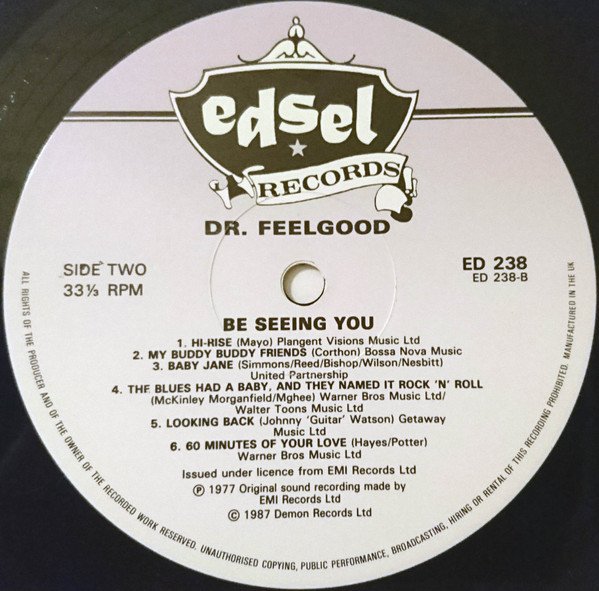 edsel
RECORDS
DR. FEELGOOD
SIDE TWO
33⅓ RPM
ED 238
ED 238-B
BE SEEING YOU
1. HI-RISE (Mayo) Plangent Visions Music Ltd
2. MY BUDDY BUDDY FRIENDS (Corthon) Bossa Nova Music
3. BABY JANE (Simmons/Reed/Bishop/Wilson/Nesbitt)
United Partnership
4. THE BLUES HAD A BABY, AND THEY NAMED IT ROCK 'N' ROLL
(McKinley Morganfield/Mghee) Warner Bros Music Ltd/
Walter Toons Music Ltd
5. LOOKING BACK (Johnny 'Guitar' Watson) Getaway
Music Ltd
6. 60 MINUTES OF YOUR LOVE (Hayes/Potter)
Warner Bros Music Ltd
Issued under licence from EMI Records Ltd
℗ 1977 Original sound recording made by
EMI Records Ltd
© 1987 Demon Records Ltd
ALL RIGHTS OF THE PRODUCER AND OF THE OWNER OF THE RECORDED WORK RESERVED. UNAUTHORISED COPYING, PUBLIC PERFORMANCE, BROADCASTING, HIRING OR RENTAL OF THIS RECORDING PROHIBITED. MANUFACTURED IN THE UK